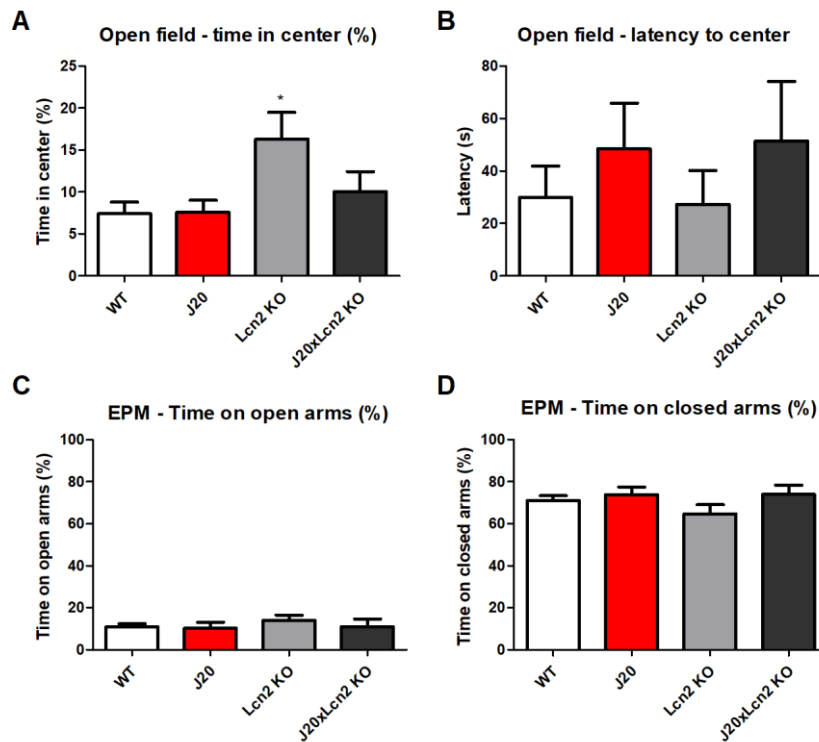 A
Open field - time in center (%)
Time in center (%)
25
20
15
10
5
0
*
WT
J20
Lcn2 KO
J20xLcn2 KO
B
Open field - latency to center
Latency (s)
80
60
40
20
0
WT
J20
Lcn2 KO
J20xLcn2 KO
C
EPM - Time on open arms (%)
Time on open arms (%)
100
80
60
40
20
0
WT
J20
Lcn2 KO
J20xLcn2 KO
D
EPM - Time on closed arms (%)
Time on closed arms (%)
100
80
60
40
20
0
WT
J20
Lcn2 KO
J20xLcn2 KO